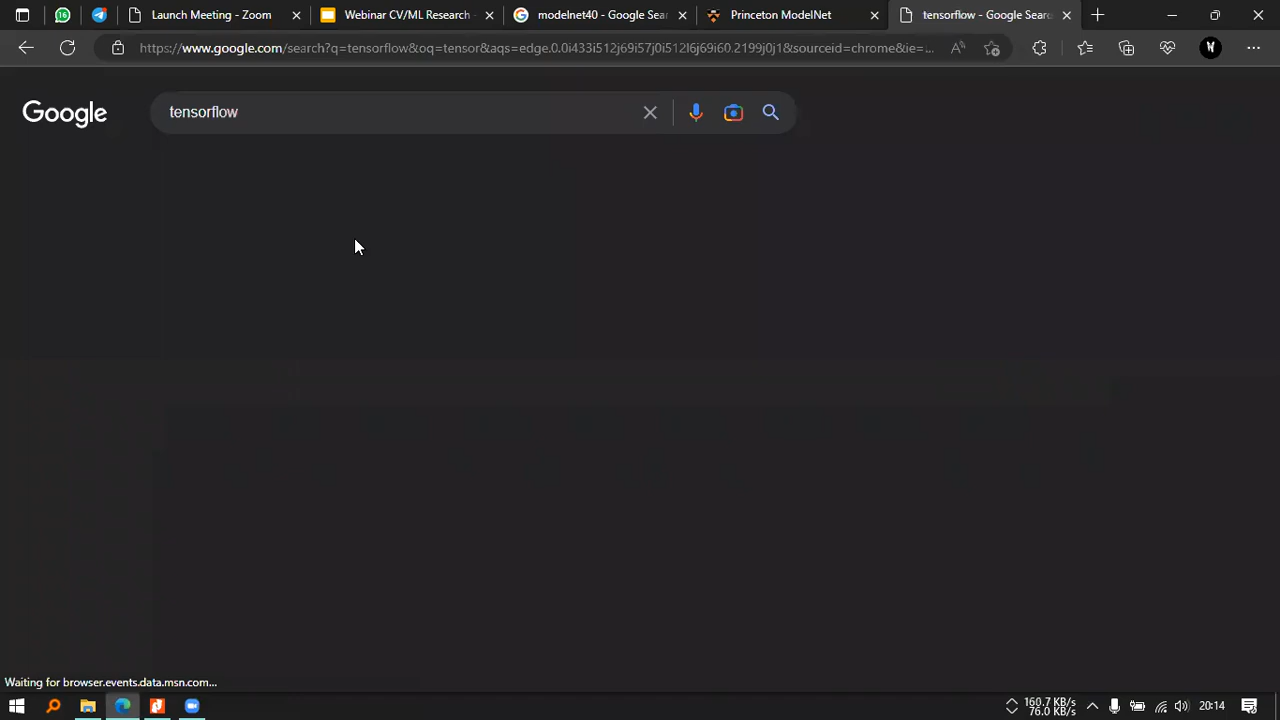 16
Launch Meeting - Zoom
Webinar CV/ML Research -
modelnet40 - Google Sear
Princeton ModelNet
tensorflow - Google Search
https://www.google.com/search?q=tensorflow&oq=tensor&aqs=edge.0.0i433i512j69i57j0i512l6j69i60.2199j0j1&sourceid=chrome&ie=...
W
Google
tensorflow
Waiting for browser.events.data.msn.com...
160.7 KB/s
76.0 KB/s
20:14